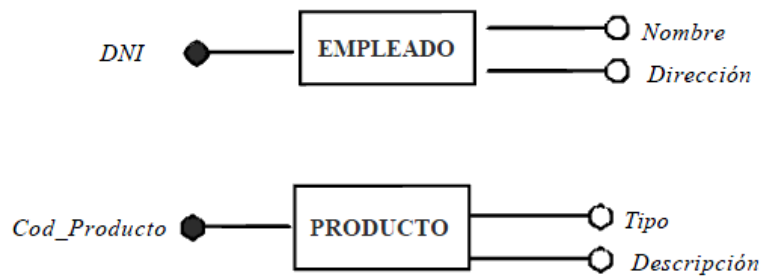 DNI
EMPLEADO
Nombre
Dirección
Cod_Producto
PRODUCTO
Tipo
Descripción